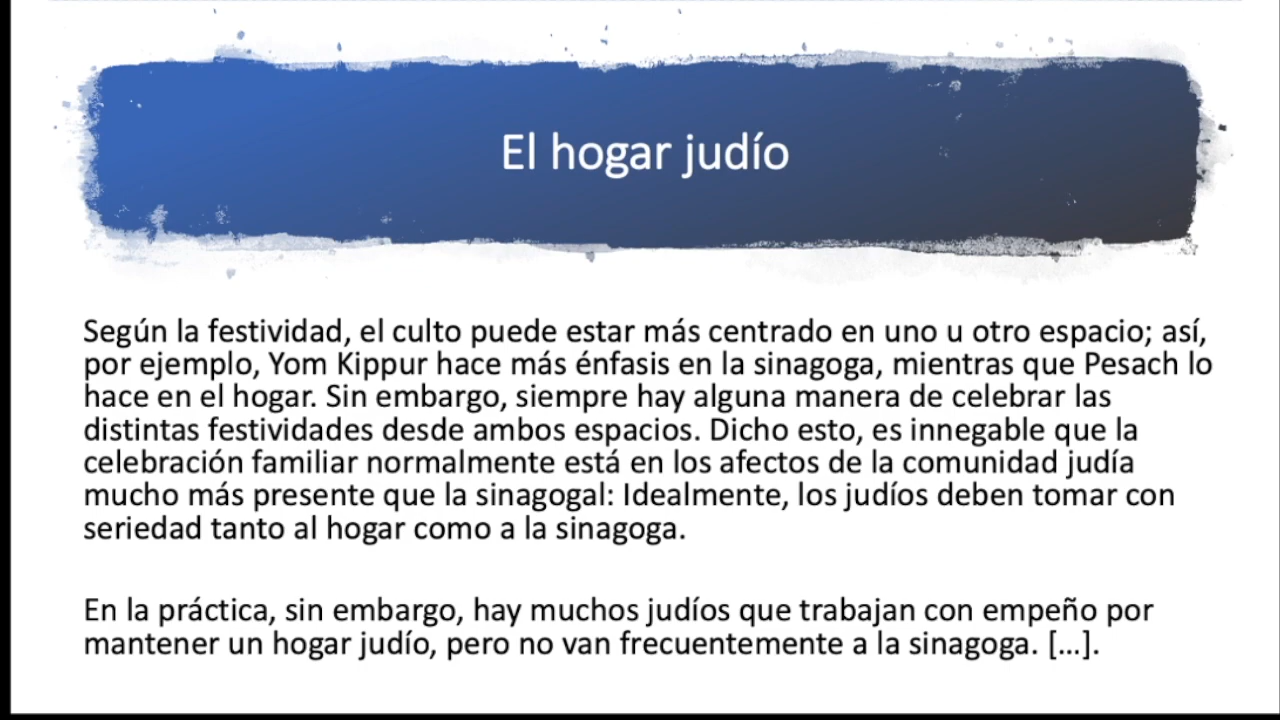 El hogar judío
Según la festividad, el culto puede estar más centrado en uno u otro espacio; así,
por ejemplo, Yom Kippur hace más énfasis en la sinagoga, mientras que Pesach lo
hace en el hogar. Sin embargo, siempre hay alguna manera de celebrar las
distintas festividades desde ambos espacios. Dicho esto, es innegable que la
celebración familiar normalmente está en los afectos de la comunidad judía
mucho más presente que la sinagogal: Idealmente, los judíos deben tomar con
seriedad tanto al hogar como a la sinagoga.
En la práctica, sin embargo, hay muchos judíos que trabajan con empeño por
mantener un hogar judío, pero no van frecuentemente a la sinagoga. […].